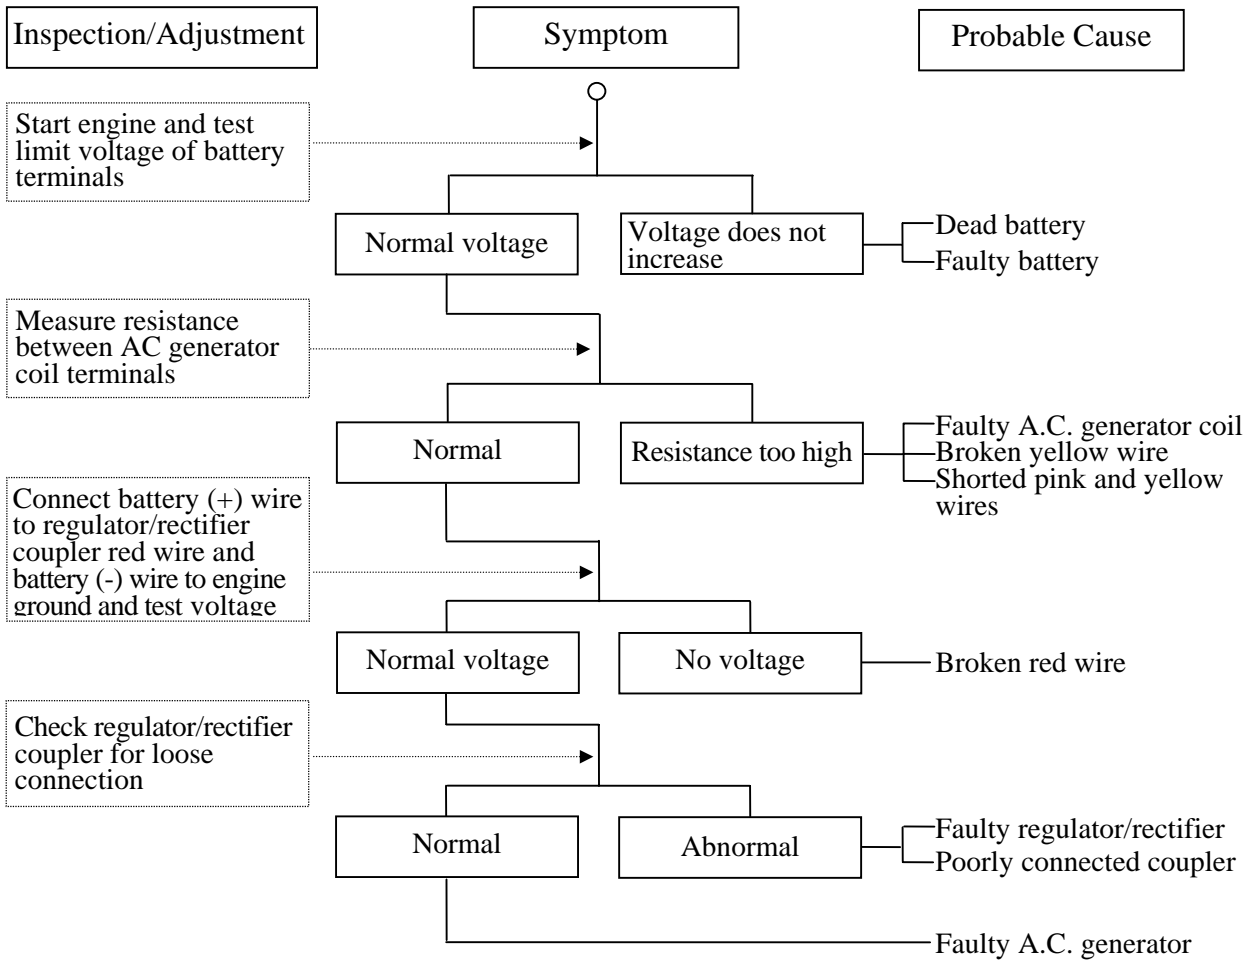 Inspection/Adjustment
Symptom
Probable Cause
Start engine and test
limit voltage of battery
terminals
Normal voltage
Voltage does not
increase
Dead battery
Faulty battery
Measure resistance
between AC generator
coil terminals
Normal
Resistance too high
Faulty A.C. generator coil
Broken yellow wire
Shorted pink and yellow
wires
Connect battery (+) wire
to regulator/rectifier
coupler red wire and
battery (-) wire to engine
ground and test voltage
Normal voltage
No voltage
Broken red wire
Check regulator/rectifier
coupler for loose
connection
Normal
Abnormal
Faulty regulator/rectifier
Poorly connected coupler
Faulty A.C. generator